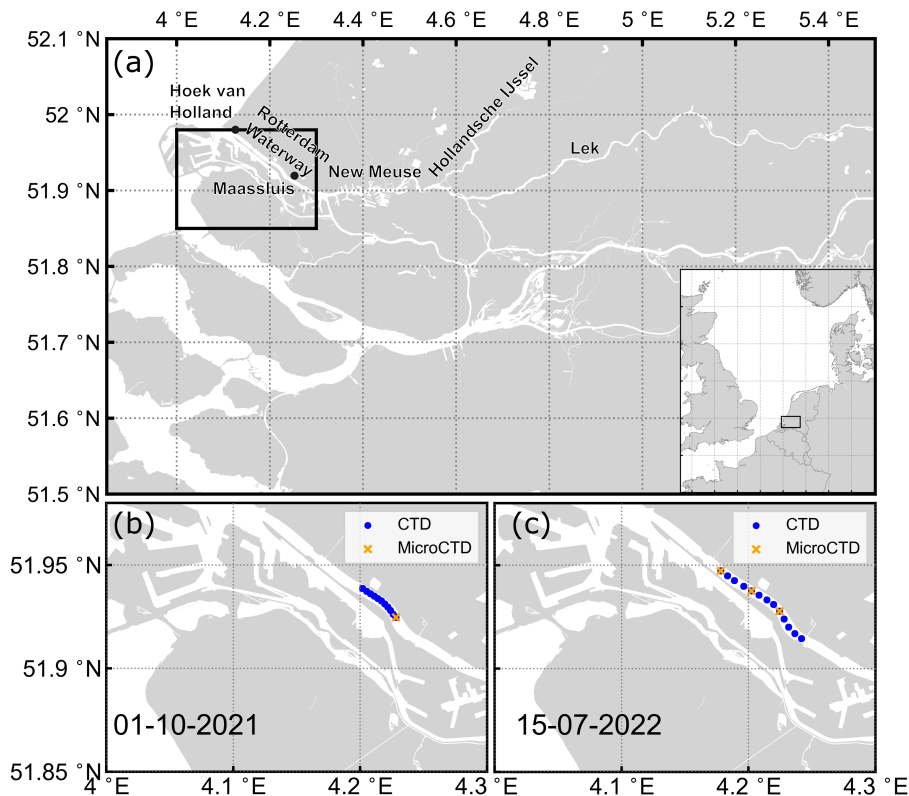 4 °E 4.2 °E 4.4 °E 4.6 °E 5 °E 5.2 °E 5.4 °E
52.1 °N
(a)
Hoek van
Holland
Rotterdam
Waterway
Hollandsche IJssel
52 °N
Lek
New Meuse
Maassluis
51.9 °N
51.8 °N
51.7 °N
51.6 °N
51.5 °N
(b)
CTD
MicroCTD
(c)
CTD
MicroCTD
51.95 °N
51.9 °N
01-10-2021
15-07-2022
51.85 °N
4 °E 4.1 °E 4.2 °E 4.3 °E 4.1 °E 4.2 °E 4.3 °E